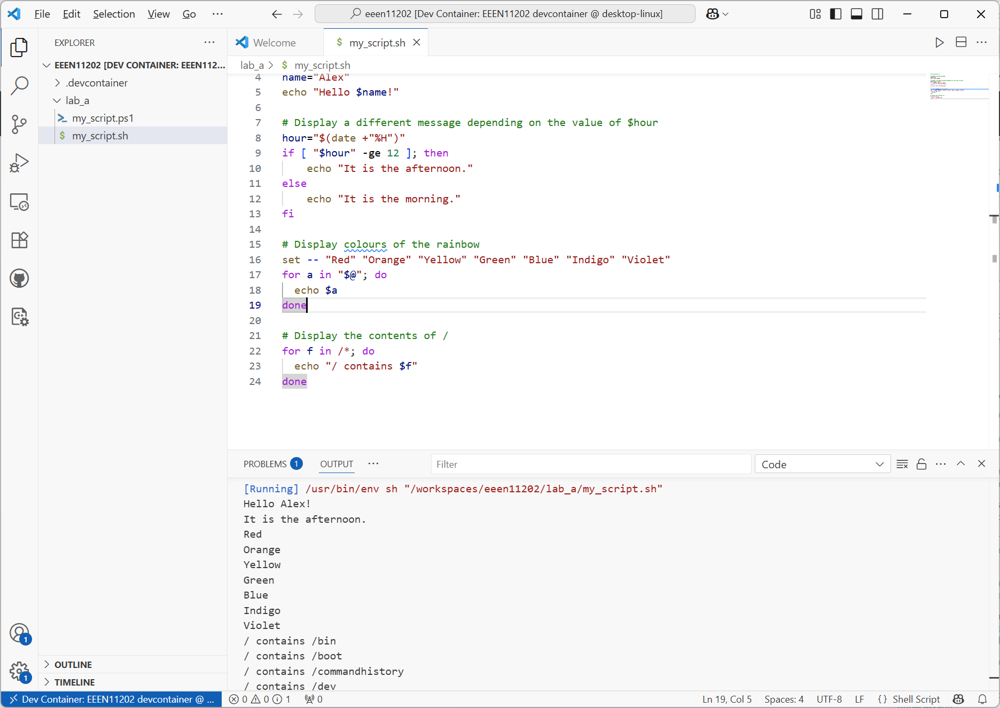 File Edit Selection View Go ···
eeen11202 [Dev Container: EEEN11202 devcontainer @ desktop-linux]
EXPLORER
EEEN11202 [DEV CONTAINER: EEEN112...
.devcontainer
lab_a
my_script.ps1
$ my_script.sh
OUTLINE
TIMELINE
Welcome
$ my_script.sh
lab_a > $ my_script.sh
4 name="Alex"
5 echo "Hello $name!"
6
7 # Display a different message depending on the value of $hour
8 hour="$(date +"%H")"
9 if [ "$hour" -ge 12 ]; then
10 echo "It is the afternoon."
11 else
12 echo "It is the morning."
13 fi
14
15 # Display colours of the rainbow
16 set -- "Red" "Orange" "Yellow" "Green" "Blue" "Indigo" "Violet"
17 for a in "$@"; do
18 echo $a
19 done
20
21 # Display the contents of /
22 for f in /*; do
23 echo "/ contains $f"
24 done
PROBLEMS 1 OUTPUT ··· Filter Code
[Running] /usr/bin/env sh "/workspaces/eeen11202/lab_a/my_script.sh"
Hello Alex!
It is the afternoon.
Red
Orange
Yellow
Green
Blue
Indigo
Violet
/ contains /bin
/ contains /boot
/ contains /commandhistory
/ contains /dev
1
1
Dev Container: EEEN11202 devcontainer @ ... 0 0 1 0 Ln 19, Col 5 Spaces: 4 UTF-8 LF {} Shell Script